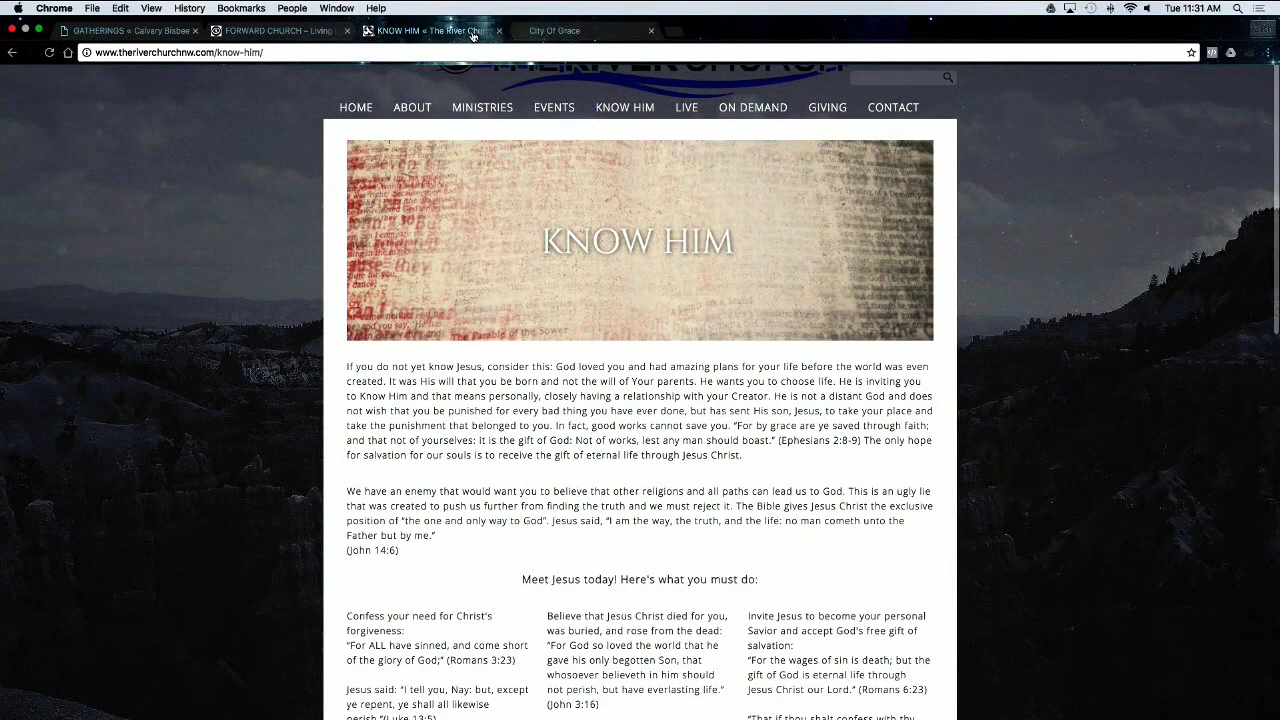 Chrome File Edit View History Bookmarks People Window Help Tue 11:31 AM
GATHERINGS « Calvary Bisbee FORWARD CHURCH – Living KNOW HIM « The River Chur City Of Grace
www.theriverchurchnw.com/know-him/
THE RIVER CHURCH
HOME ABOUT MINISTRIES EVENTS KNOW HIM LIVE ON DEMAND GIVING CONTACT
The Parable of the Sower
KNOW HIM
If you do not yet know Jesus, consider this: God loved you and had amazing plans for your life before the world was even
created. It was His will that you be born and not the will of Your parents. He wants you to choose life. He is inviting you
to Know Him and that means personally, closely having a relationship with your Creator. He is not a distant God and does
not wish that you be punished for every bad thing you have ever done, but has sent His son, Jesus, to take your place and
take the punishment that belonged to you. In fact, good works cannot save you. “For by grace are ye saved through faith;
and that not of yourselves: it is the gift of God: Not of works, lest any man should boast.” (Ephesians 2:8-9) The only hope
for salvation for our souls is to receive the gift of eternal life through Jesus Christ.
We have an enemy that would want you to believe that other religions and all paths can lead us to God. This is an ugly lie
that was created to push us further from finding the truth and we must reject it. The Bible gives Jesus Christ the exclusive
position of “the one and only way to God”. Jesus said, “I am the way, the truth, and the life: no man cometh unto the
Father but by me.”
(John 14:6)
Meet Jesus today! Here's what you must do:
Confess your need for Christ's
forgiveness:
“For ALL have sinned, and come short
of the glory of God;” (Romans 3:23)
Jesus said: “I tell you, Nay: but, except
ye repent, ye shall all likewise
perish.”(Luke 13:5)
Believe that Jesus Christ died for you,
was buried, and rose from the dead:
“For God so loved the world that he
gave his only begotten Son, that
whosoever believeth in him should
not perish, but have everlasting life.”
(John 3:16)
Invite Jesus to become your personal
Savior and accept God's free gift of
salvation:
“For the wages of sin is death; but the
gift of God is eternal life through
Jesus Christ our Lord.” (Romans 6:23)
“That if thou shalt confess with thy